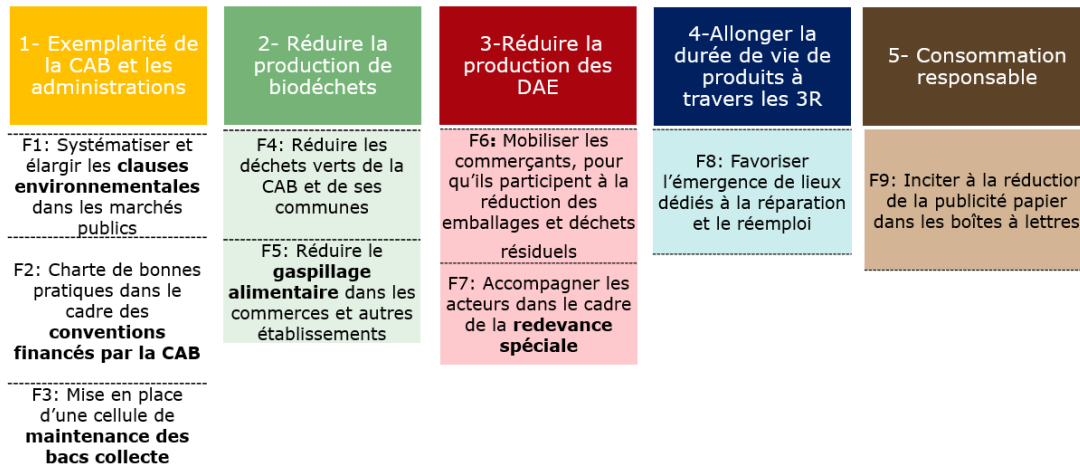 1- Exemplarité de
la CAB et les
administrations
F1: Systématiser et
élargir les clauses
environnementales
dans les marchés
publics
F2: Charte de bonnes
pratiques dans le
cadre des
conventions
financés par la CAB
F3: Mise en place
d'une cellule de
maintenance des
bacs collecte
2- Réduire la
production de
biodéchets
F4: Réduire les
déchets verts de la
CAB et de ses
communes
F5: Réduire le
gaspillage
alimentaire dans les
commerces et autres
établissements
3-Réduire la
production des
DAE
F6: Mobiliser les
commerçants, pour
qu'ils participent à la
réduction des
emballages et déchets
résiduels
F7: Accompagner les
acteurs dans le cadre
de la redevance
spéciale
4-Allonger la
durée de vie de
produits à
travers les 3R
F8: Favoriser
l'émergence de lieux
dédiés à la réparation
et le réemploi
5- Consommation
responsable
F9: Inciter à la réduction
de la publicité papier
dans les boîtes à lettres